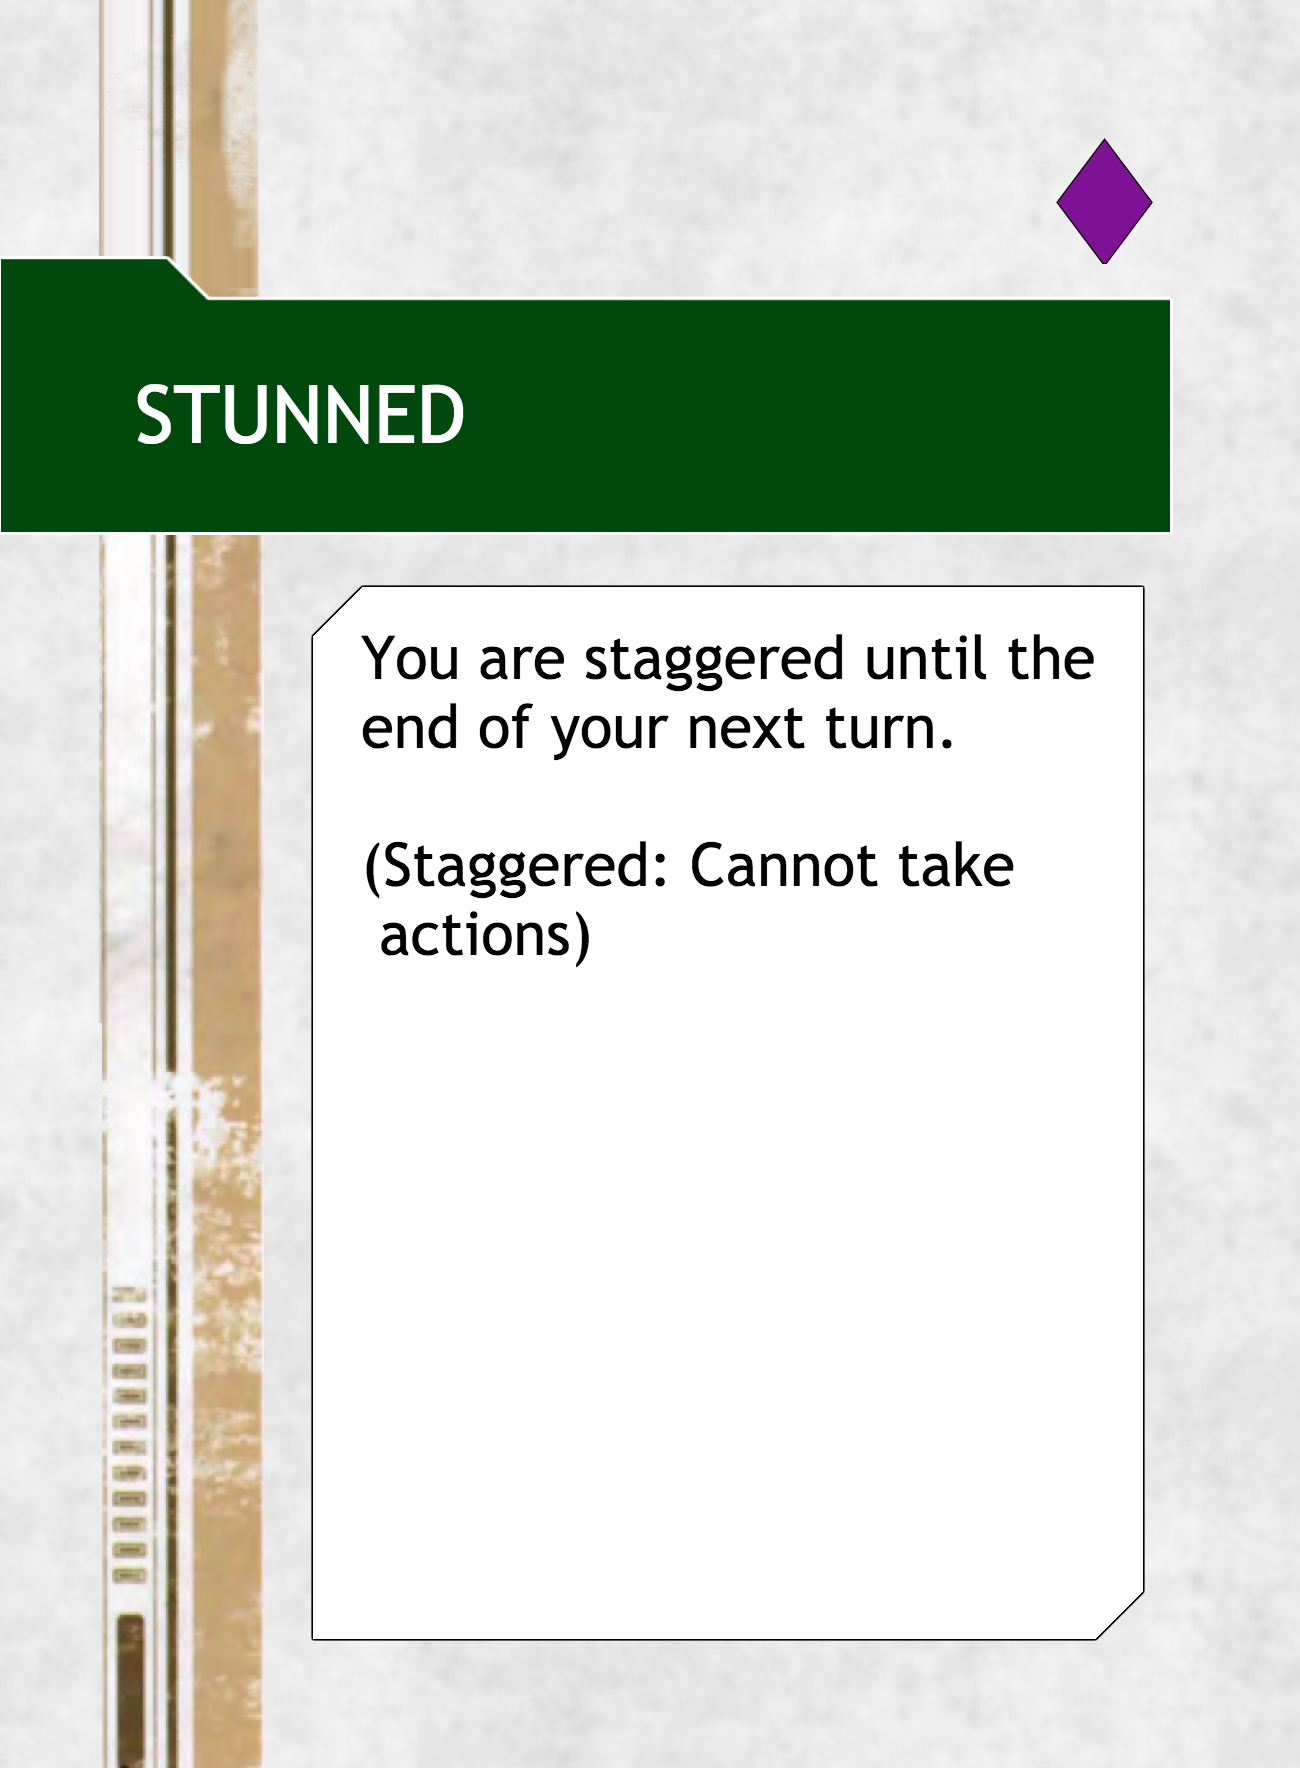 STUNNED
You are staggered until the
end of your next turn.
(Staggered: Cannot take
actions)